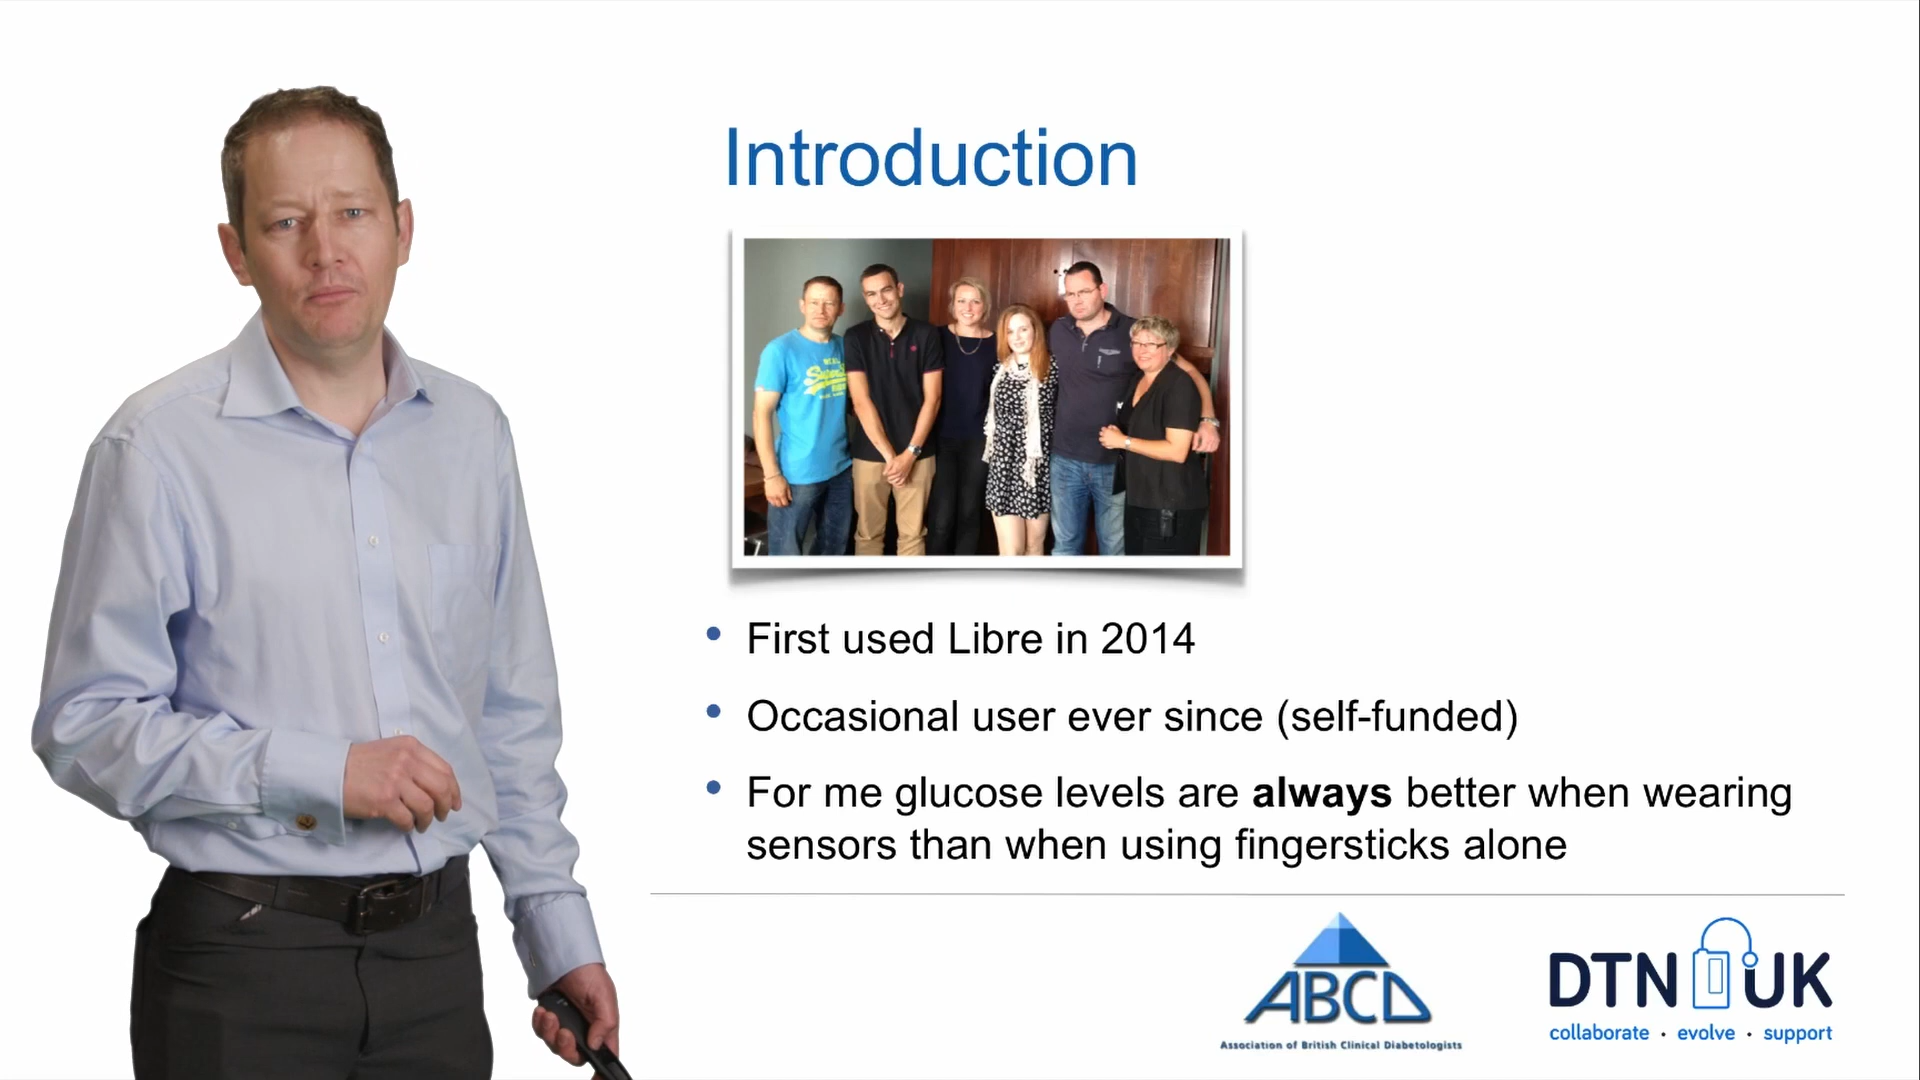 Introduction
Super
• First used Libre in 2014
• Occasional user ever since (self-funded)
• For me glucose levels are always better when wearing
sensors than when using fingersticks alone
ABCD
Association of British Clinical Diabetologists
DTN UK
collaborate · evolve · support